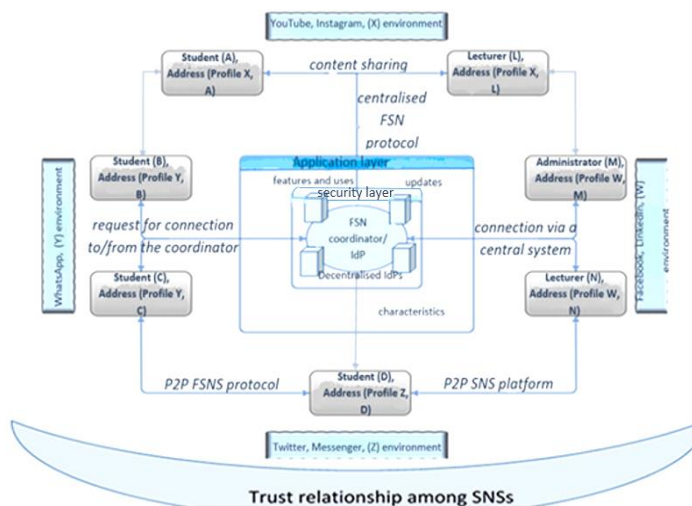 YouTube, Instagram, (X) environment
Student (A),
Address (Profile X,
A)
content sharing
Lecturer (L),
Address (Profile X,
L)
centralised
FSN
protocol
Student (B),
Address (Profile Y,
B)
Application layer
features and uses
updates
security layer
Administrator (M),
Address (Profile W,
M)
WhatsApp, (Y) environment
request for connection
to/from the coordinator
FSN
coordinator/
IdP
Decentralised IdPs
connection via a
central system
Facebook, LinkedIn, (W)
environment
Student (C),
Address (Profile Y,
C)
characteristics
Lecturer (N),
Address (Profile W,
N)
P2P FSNS protocol
Student (D),
Address (Profile Z,
D)
P2P SNS platform
Twitter, Messenger, (Z) environment
Trust relationship among SNSs